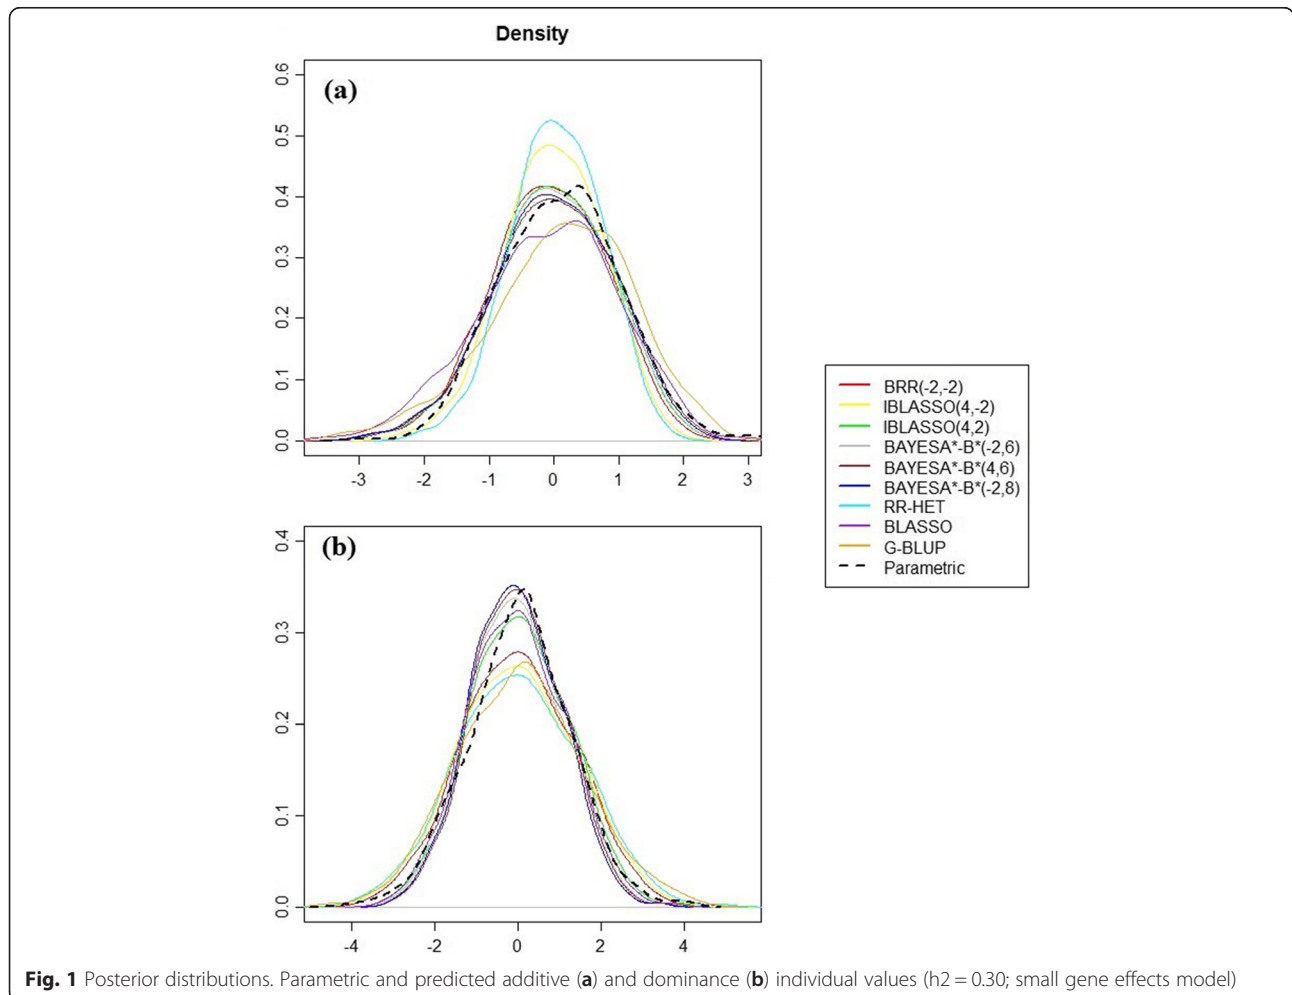 Density
(a)
0.6
0.5
0.4
0.3
0.2
0.1
0.0
-3 -2 -1 0 1 2 3
BRR(-2,-2)
IBLASSO(4,-2)
IBLASSO(4,2)
BAYESA*-B*(-2,6)
BAYESA*-B*(4,6)
BAYESA*-B*(-2,8)
RR-HET
BLASSO
G-BLUP
Parametric
(b)
0.4
0.3
0.2
0.1
0.0
-4 -2 0 2 4
Fig. 1 Posterior distributions. Parametric and predicted additive (a) and dominance (b) individual values (h2 = 0.30; small gene effects model)